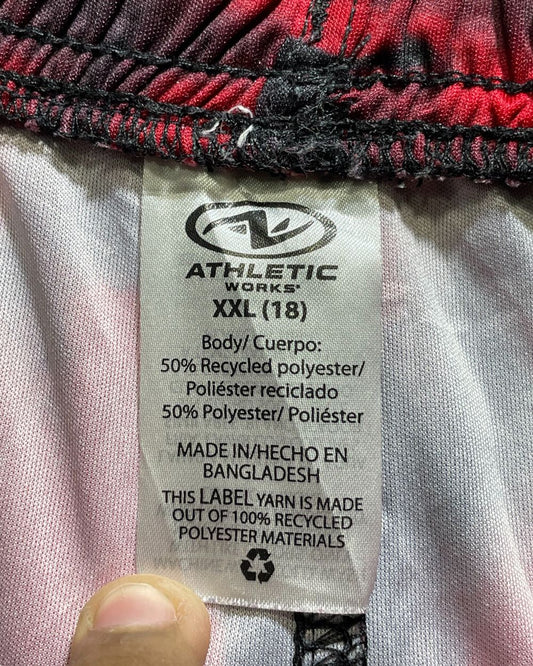 ATHLETIC
WORKS®
XXL (18)
Body/ Cuerpo:
50% Recycled polyester/
Poliéster reciclado
50% Polyester/ Poliéster
MADE IN/HECHO EN
BANGLADESH
THIS LABEL YARN IS MADE
OUT OF 100% RECYCLED
POLYESTER MATERIALS